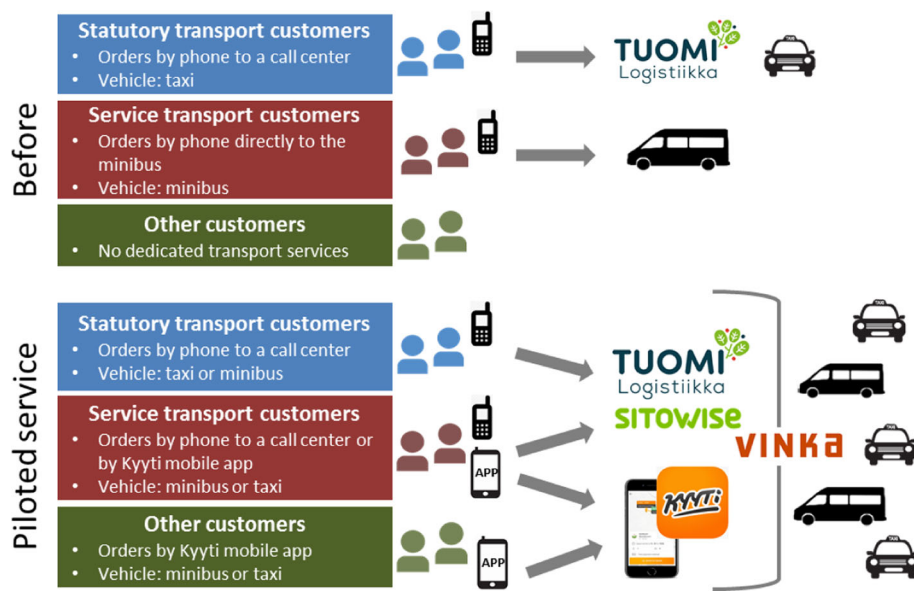 Before
Statutory transport customers
• Orders by phone to a call center
• Vehicle: taxi
TUOMI
Logistiikka
Service transport customers
• Orders by phone directly to the
minibus
• Vehicle: minibus
Other customers
• No dedicated transport services
Piloted service
Statutory transport customers
• Orders by phone to a call center
• Vehicle: taxi or minibus
TUOMI
Logistiikka
SITOWISE
VINKA
Service transport customers
• Orders by phone to a call center or
by Kyyti mobile app
• Vehicle: minibus or taxi
APP
KYYTi
Other customers
• Orders by Kyyti mobile app
• Vehicle: minibus or taxi
APP